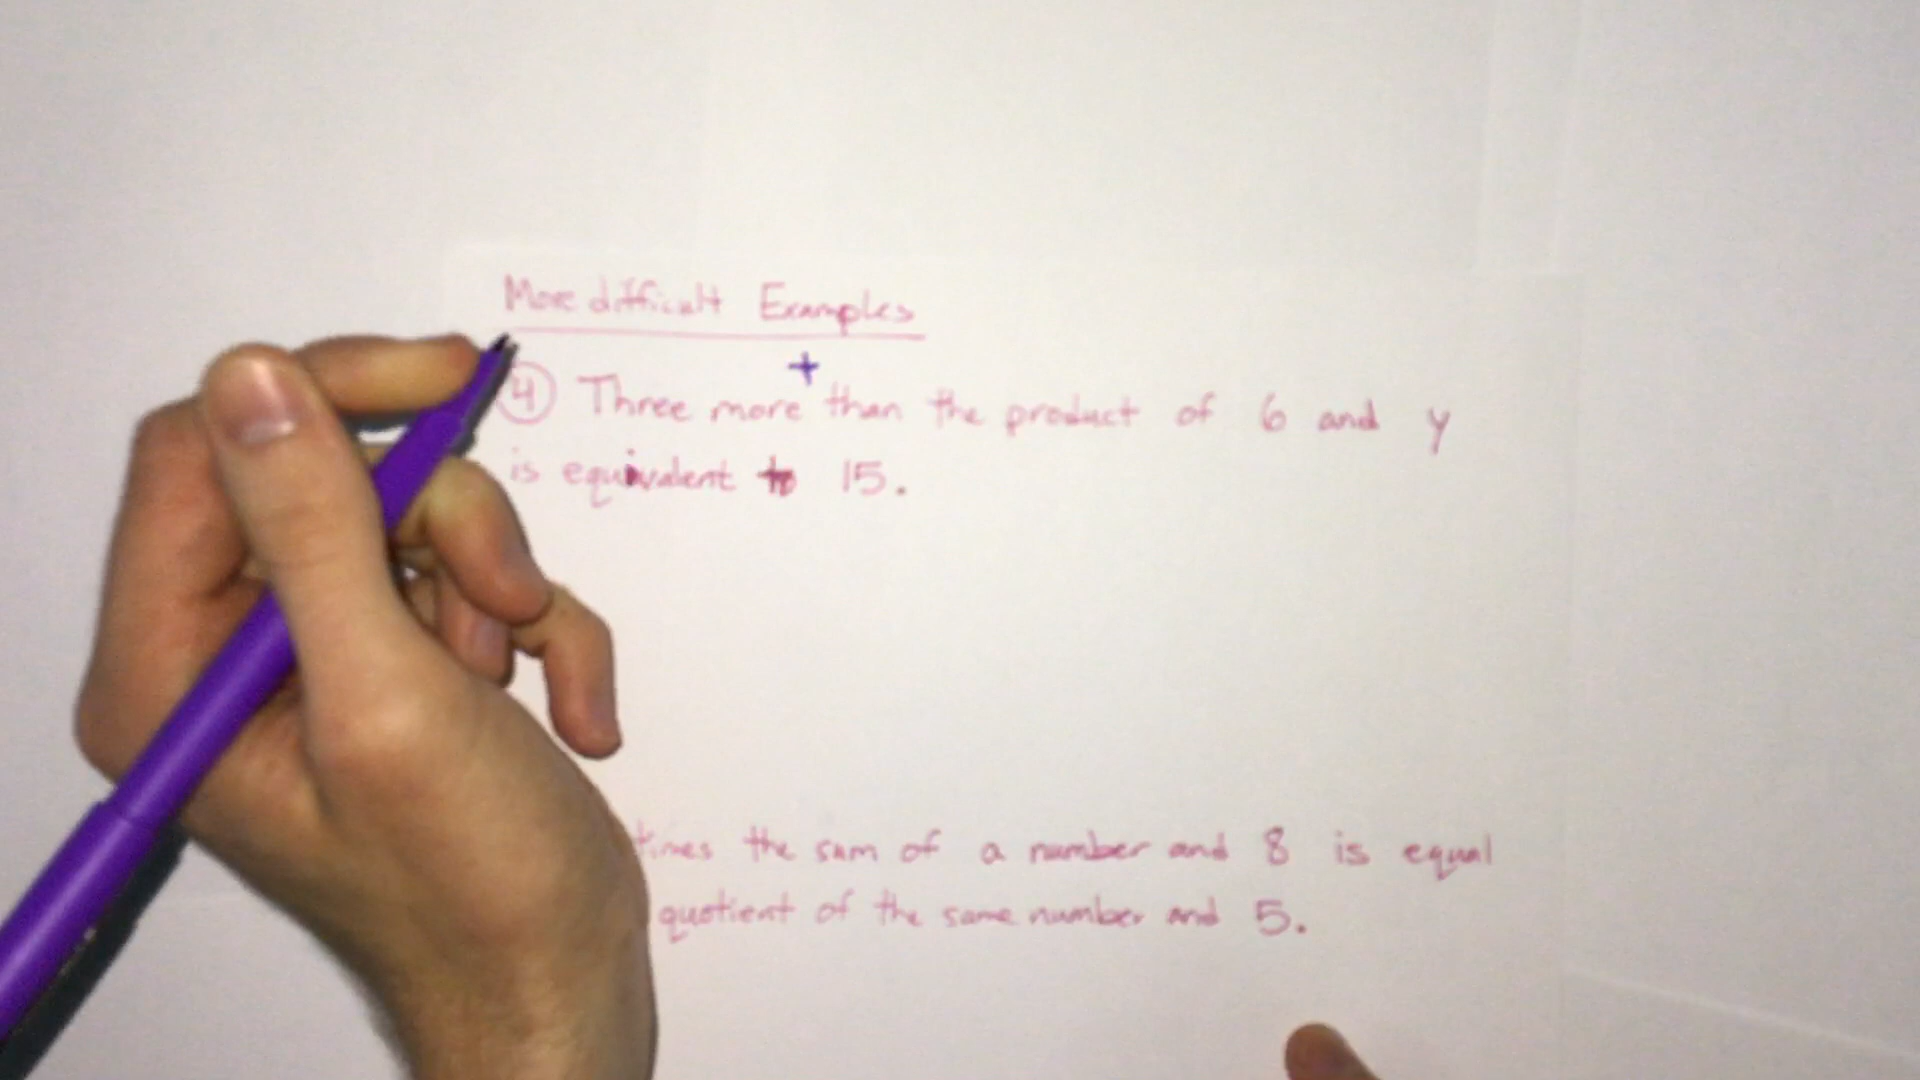 More difficult Examples
+
④ Three more than the product of 6 and y
is equivalent to 15.
times the sum of a number and 8 is equal
quotient of the same number and 5.